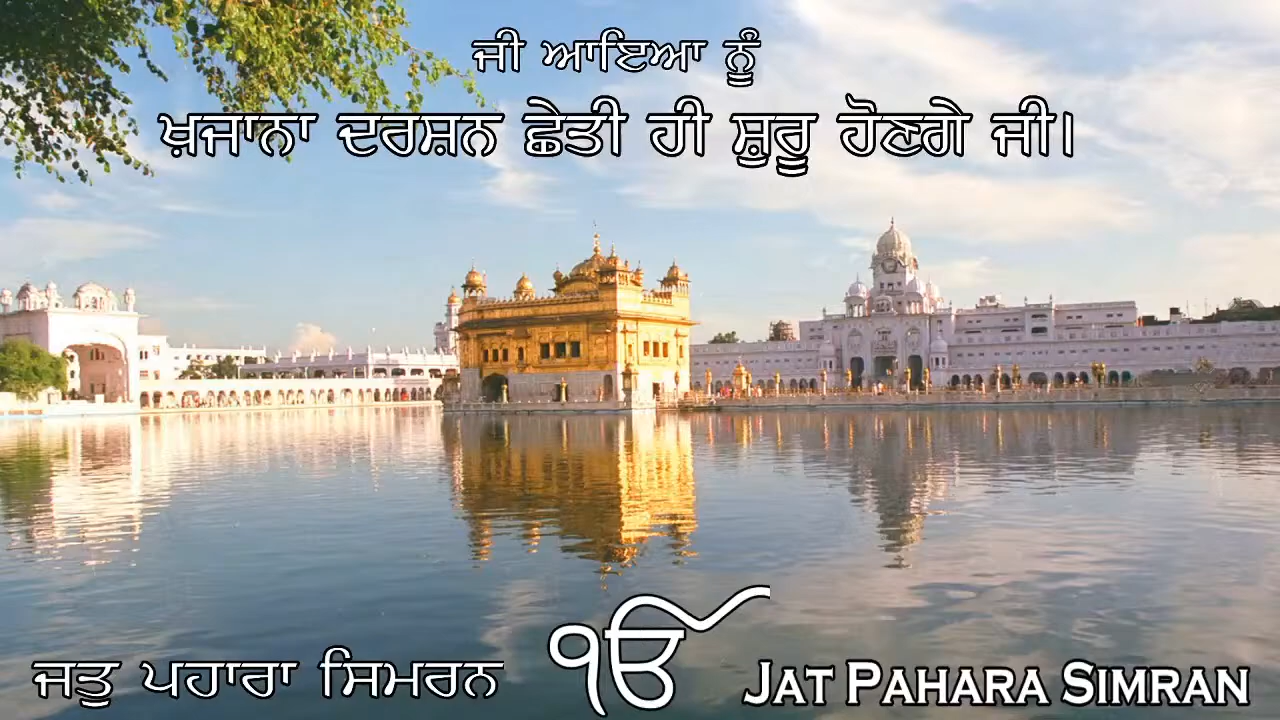 ਜੀ ਆਇਆ ਨੂੰ
ਖ਼ਜਾਨਾ ਦਰਸ਼ਨ ਛੇਤੀ ਹੀ ਸ਼ੁਰੂ ਹੋਣਗੇ ਜੀ।
ਜਤੁ ਪਹਾਰਾ ਸਿਮਰਨ ੴ JAT PAHARA SIMRAN